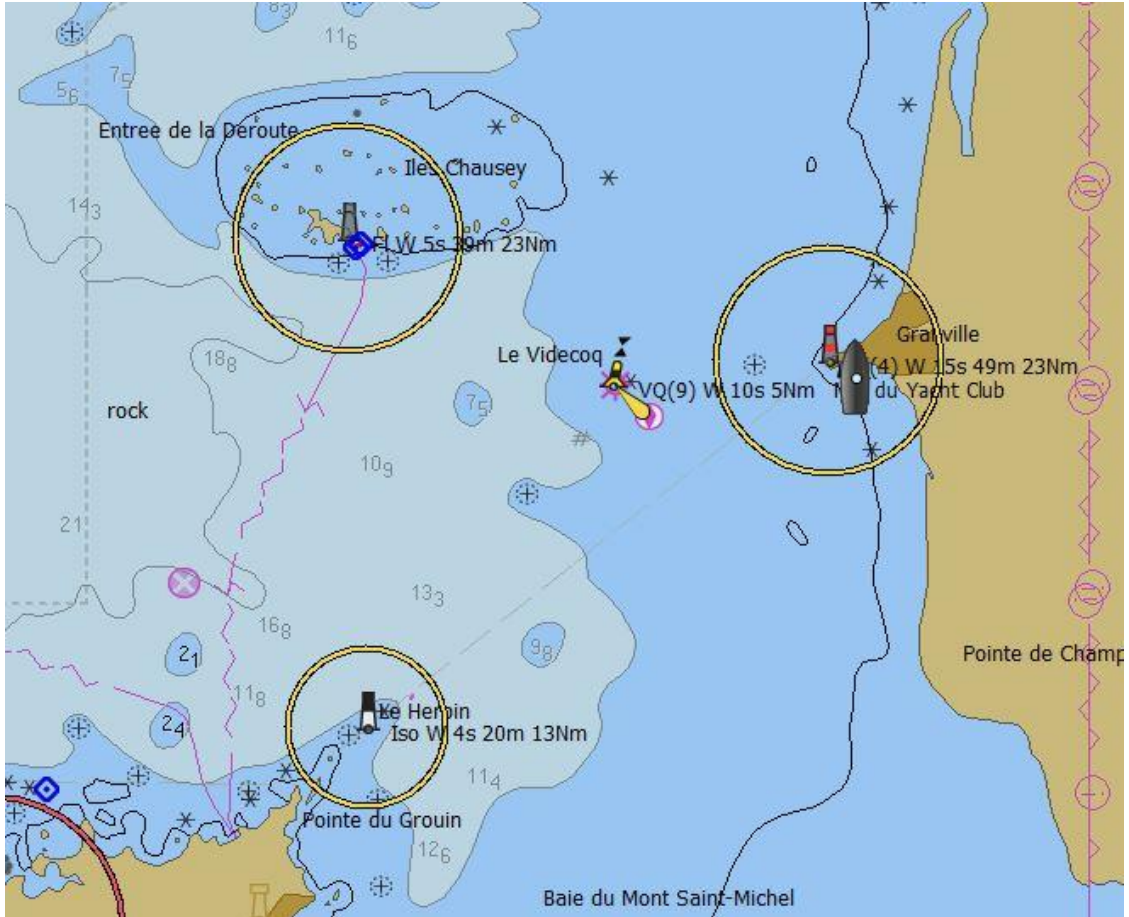 8₃
11₆
7₅
5₆
Entree de la Deroute
Iles Chausey
14₃
Fl W 5s 39m 23Nm
18₈
Le Videcoq
Granville
(4) W 15s 49m 23Nm
VQ(9) W 10s 5Nm
du Yacht Club
rock
7₅
10₉
21
13₃
16₈
9₈
2₁
Pointe de Champ
11₈
Le Herpin
2₄
Iso W 4s 20m 13Nm
11₄
Pointe du Grouin
12₆
Baie du Mont Saint-Michel